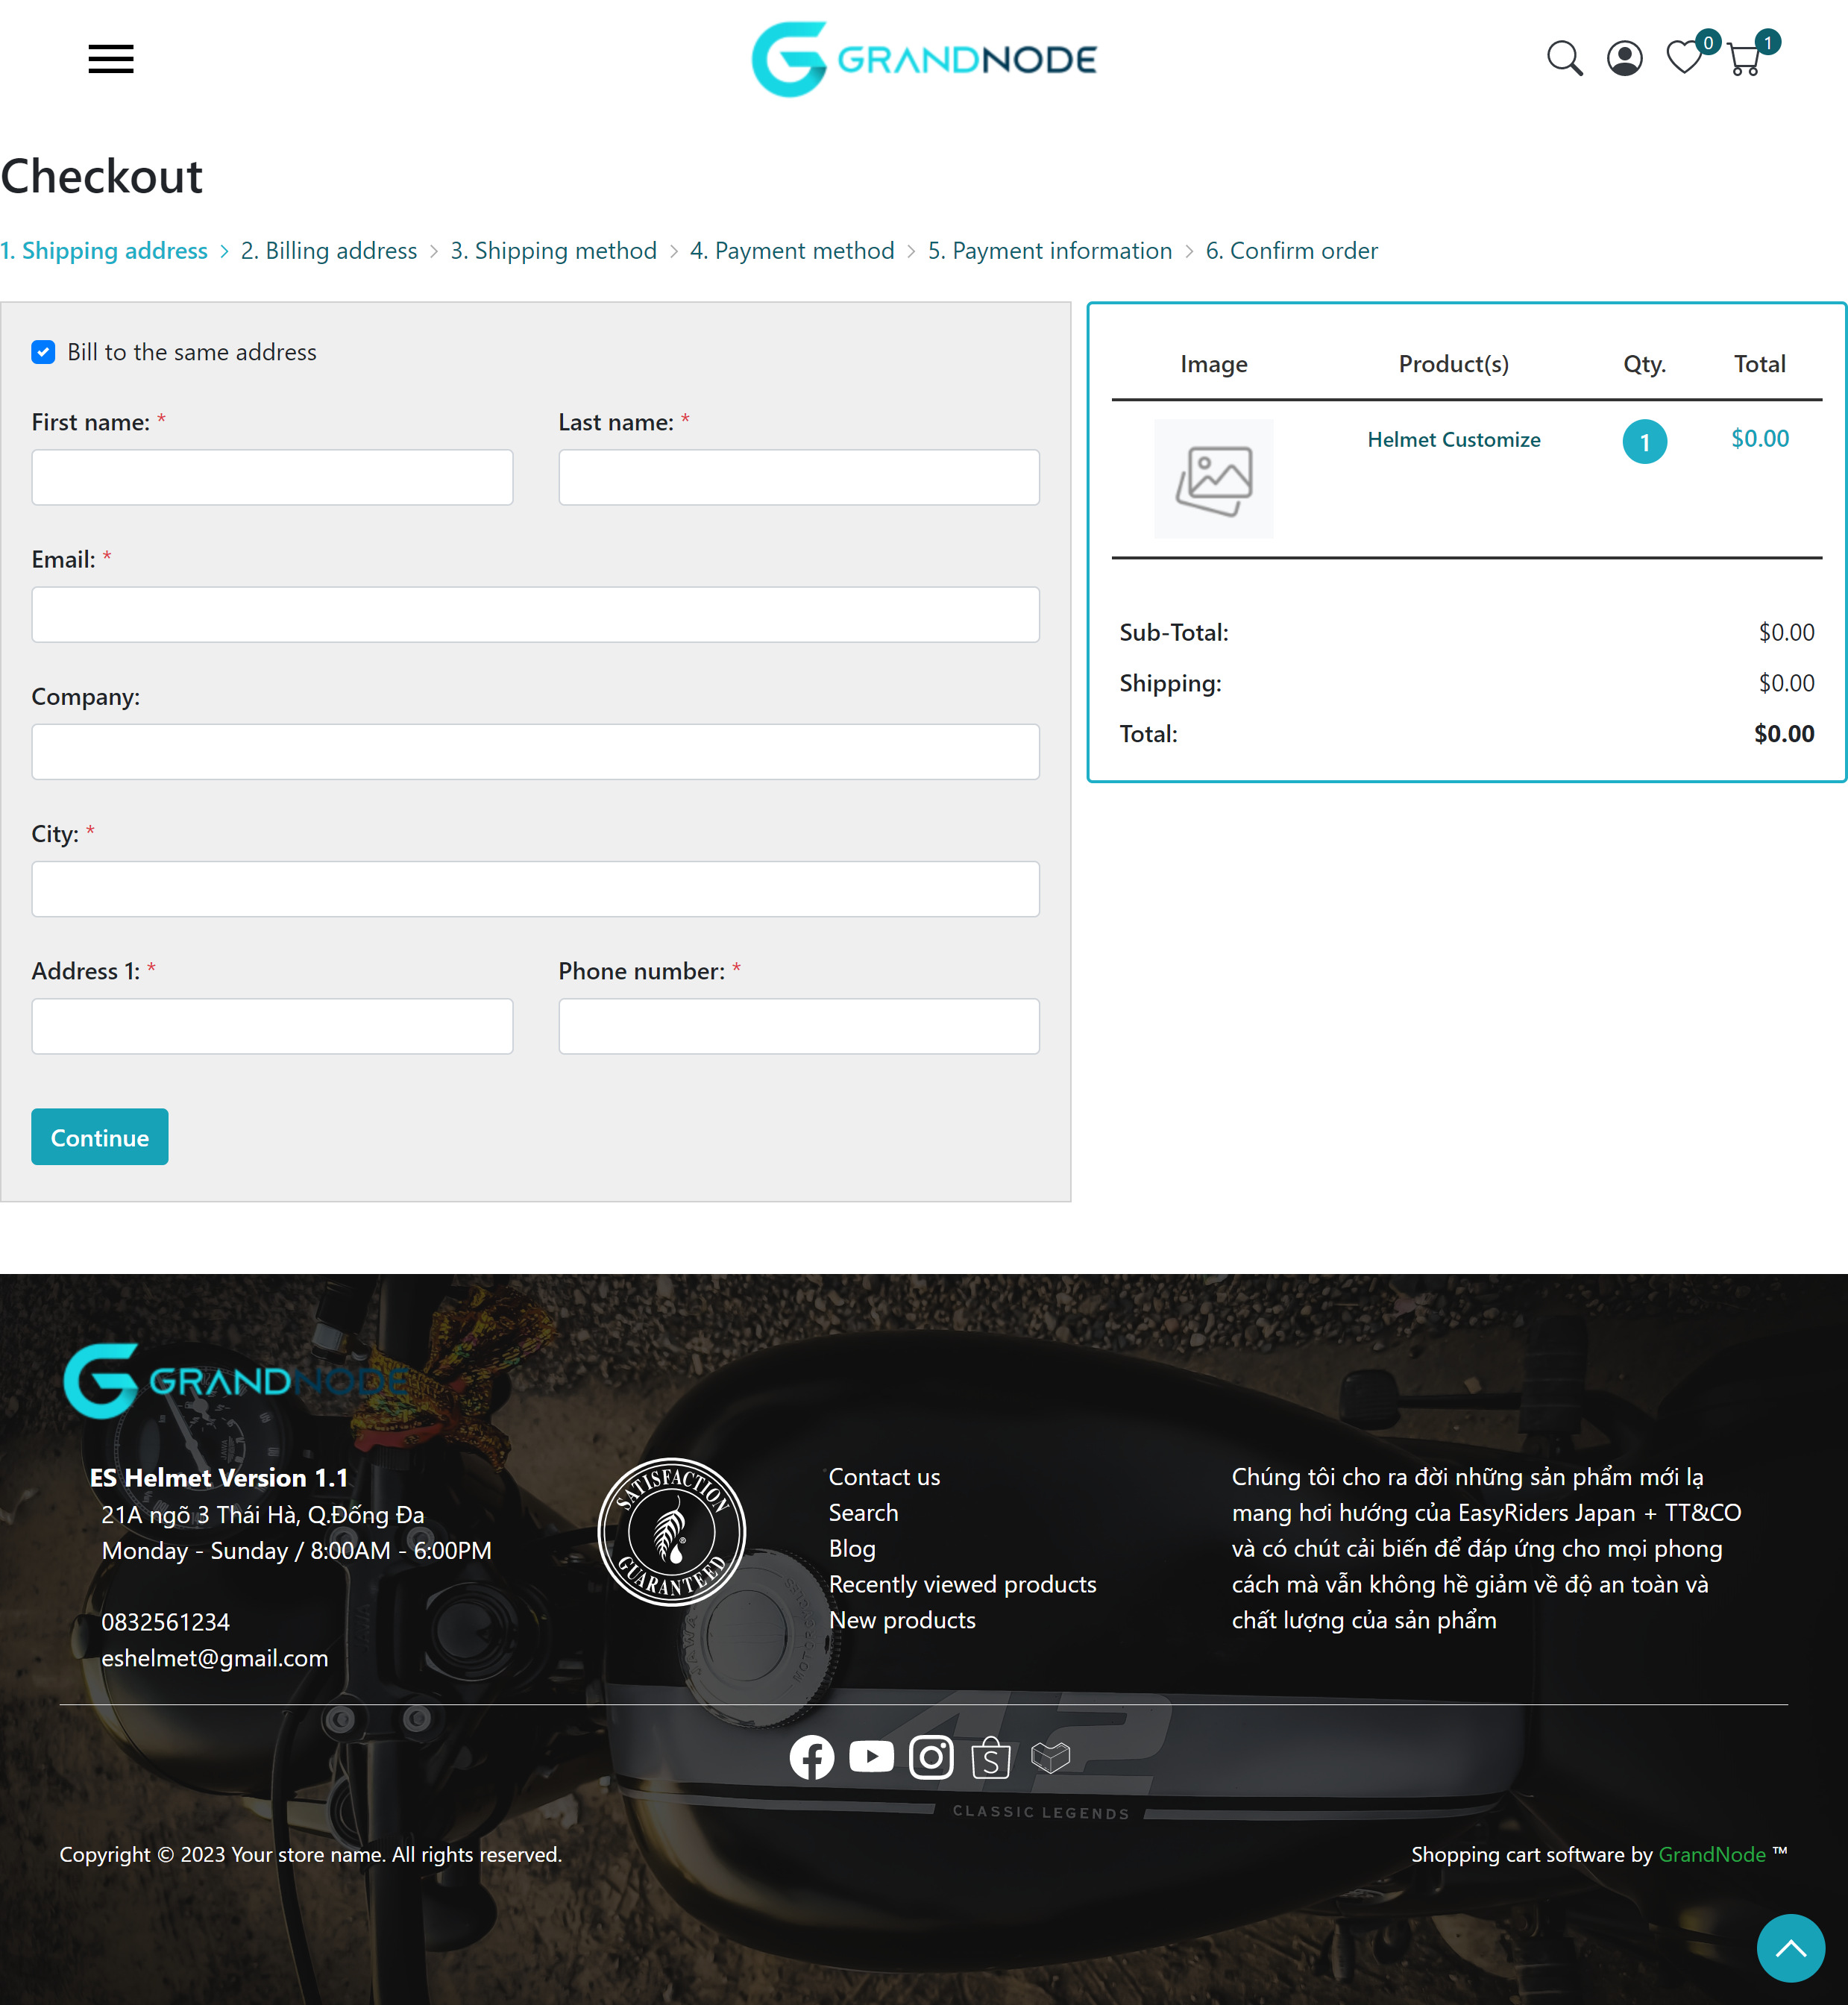 GRANDNODE
0
1
Checkout
1. Shipping address
2. Billing address
3. Shipping method
4. Payment method
5. Payment information
6. Confirm order
Bill to the same address
First name: *
Last name: *
Email: *
Company:
City: *
Address 1: *
Phone number: *
Continue
Image
Product(s)
Qty.
Total
Helmet Customize
1
$0.00
Sub-Total:
$0.00
Shipping:
$0.00
Total:
$0.00
GRANDNODE
ES Helmet Version 1.1
21A ngõ 3 Thái Hà, Q.Đống Đa
Monday - Sunday / 8:00AM - 6:00PM
0832561234
eshelmet@gmail.com
SATISFACTION
GUARANTEED
Contact us
Search
Blog
Recently viewed products
New products
Chúng tôi cho ra đời những sản phẩm mới lạ
mang hơi hướng của EasyRiders Japan + TT&CO
và có chút cải biến để đáp ứng cho mọi phong
cách mà vẫn không hề giảm về độ an toàn và
chất lượng của sản phẩm
42
CLASSIC LEGENDS
Copyright © 2023 Your store name. All rights reserved.
Shopping cart software by GrandNode ™